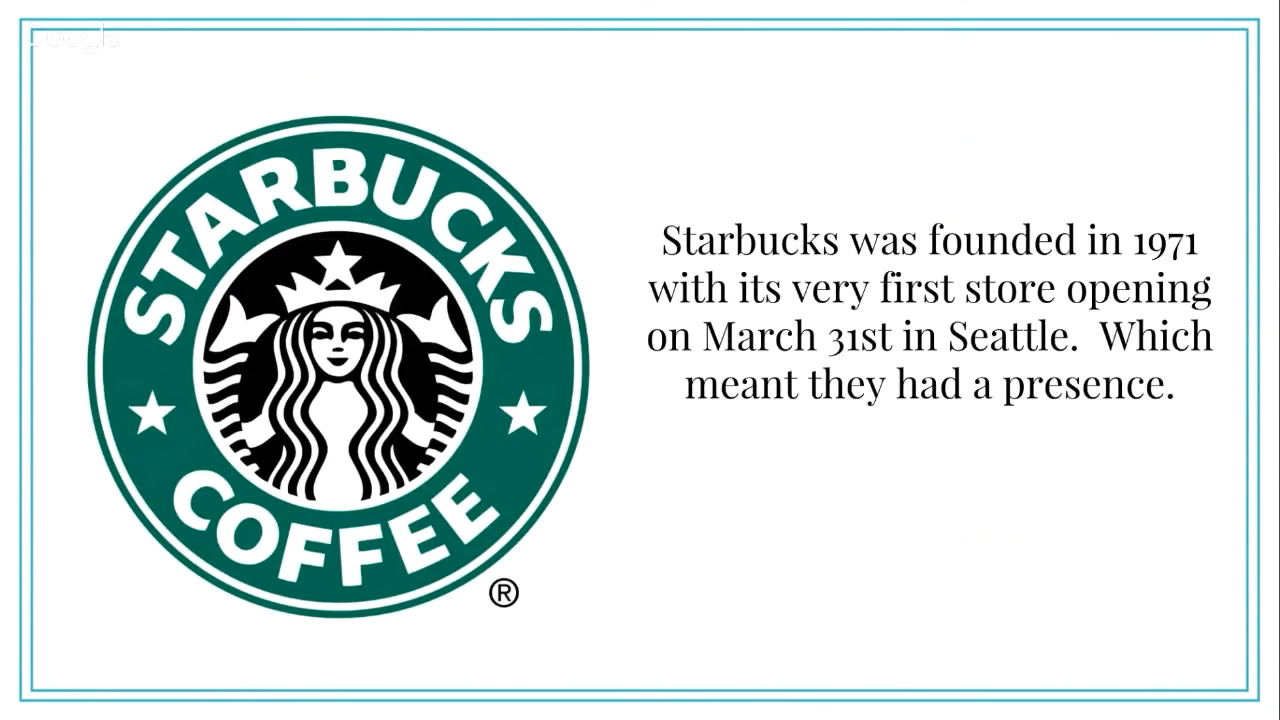 Google
STARBUCKS
COFFEE
®
Starbucks was founded in 1971
with its very first store opening
on March 31st in Seattle.  Which
meant they had a presence.